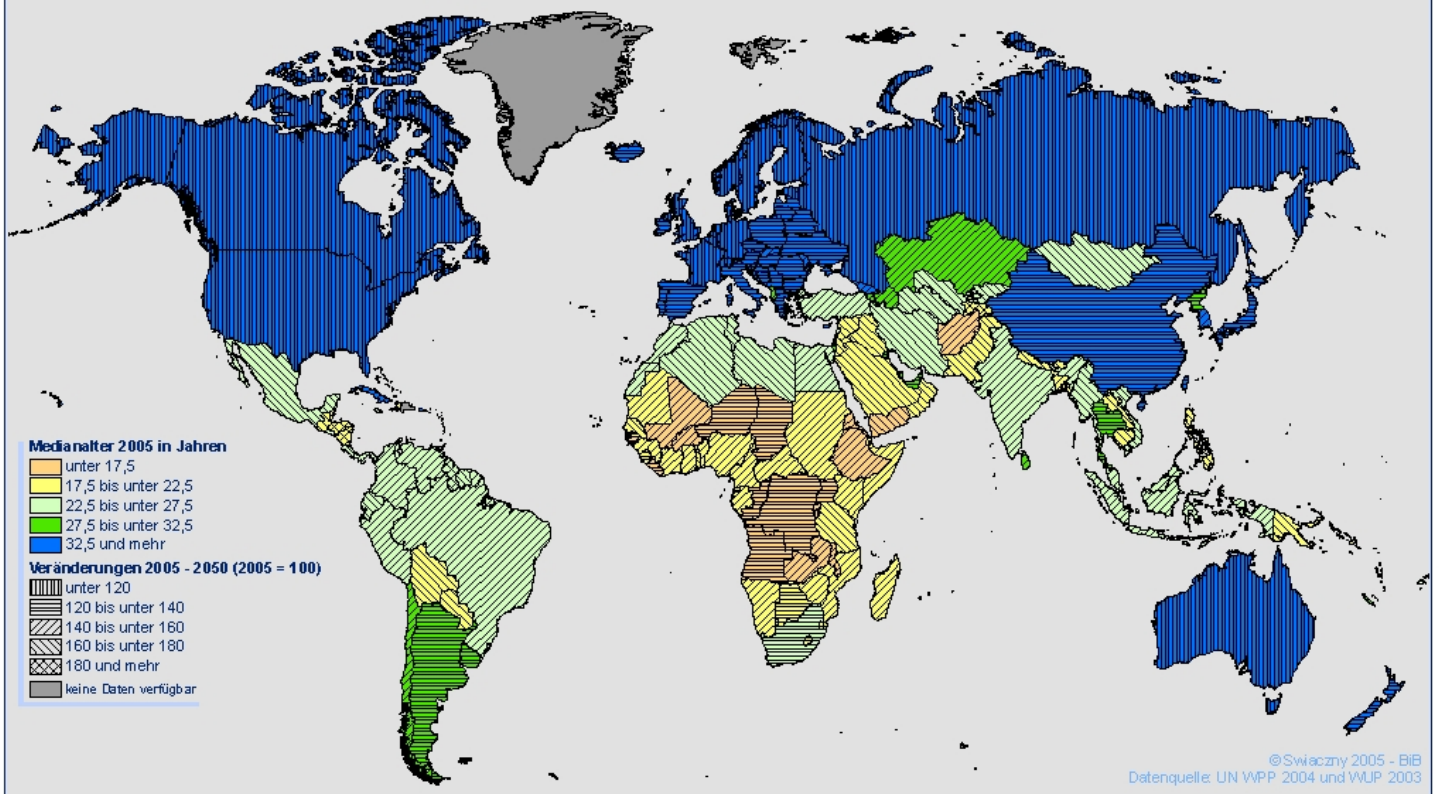 Medianalter 2005 in Jahren
unter 17,5
17,5 bis unter 22,5
22,5 bis unter 27,5
27,5 bis unter 32,5
32,5 und mehr
Veränderungen 2005 - 2050 (2005 = 100)
unter 120
120 bis unter 140
140 bis unter 160
160 bis unter 180
180 und mehr
keine Daten verfügbar
©Swiaczny 2005 - BiB
Datenquelle: UN WPP 2004 und WUP 2003